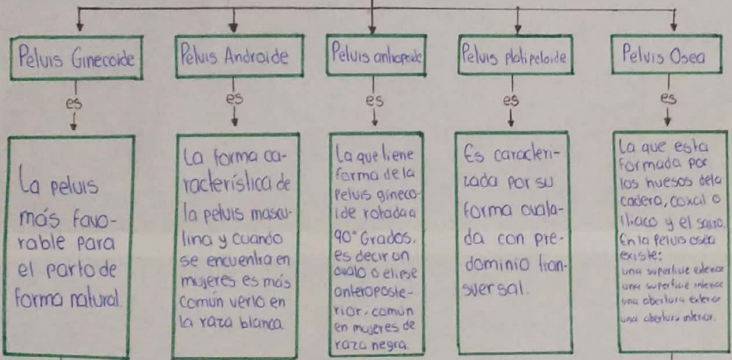 Pelvis Ginecoide
Pelvis Androide
Pelvis antropoide
Pelvis platipeloide
Pelvis Osea
es
es
es
es
es
La pelvis
más favo-
rable para
el parto de
forma natural.
La forma ca-
racterística de
la pelvis mascu-
lina y cuando
se encuentra en
mujeres es más
común verlo en
la raza blanca.
La que tiene
forma de la
pelvis gineco-
ide rotada a
90° Grados,
es decir un
ovalo o elipse
anteroposte-
rior, común
en mujeres de
raza negra.
Es caracteri-
zada por su
forma ovala-
da con pre-
dominio tran-
suersal.
La que esta
formada por
los huesos dela
cadera, coxal o
Iliaco y el sacro.
En la Pelvis osea
existe:
una superficie exterior
una superficie interior
una abertura exterior
una abertura interior.